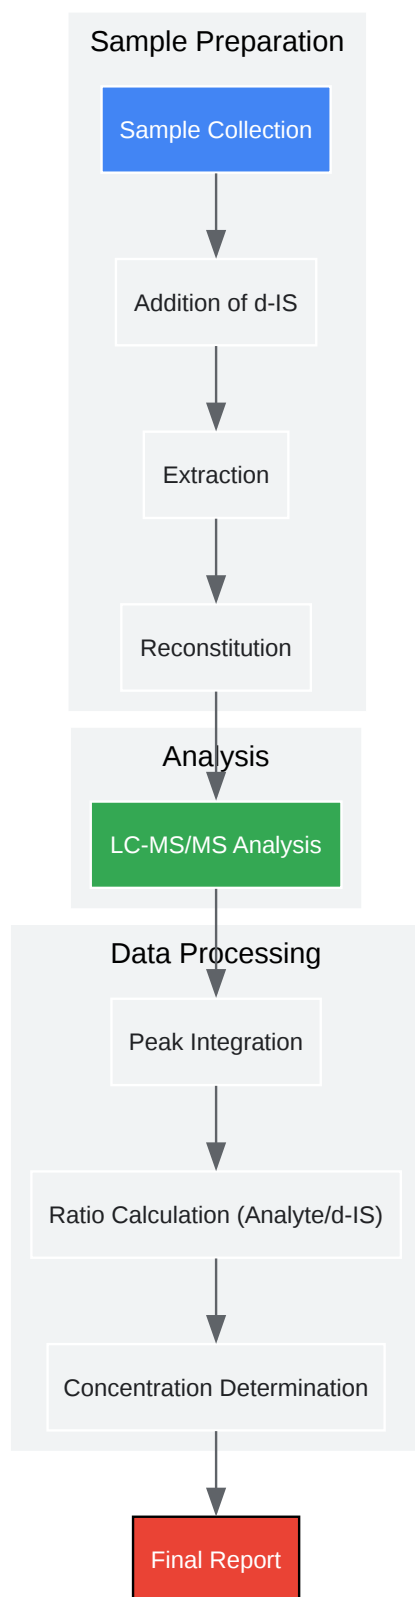 Sample Preparation
Sample Collection
Addition of d-IS
Extraction
Reconstitution
Analysis
LC-MS/MS Analysis
Data Processing
Peak Integration
Ratio Calculation (Analyte/d-IS)
Concentration Determination
Final Report